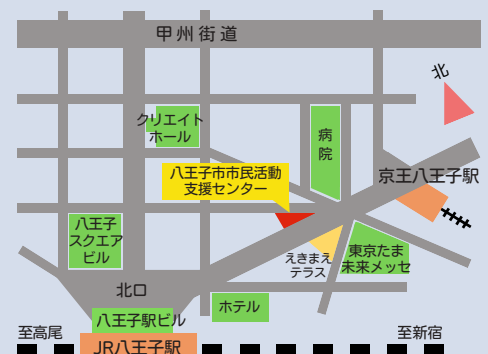 甲州街道
北
クリエイト
ホール
病
院
八王子市市民活動
支援センター
京王八王子駅
八王子
スクエア
ビル
えきまえ
テラス
東京たま
未来メッセ
北口
ホテル
八王子駅ビル
至高尾
至新宿
JR八王子駅